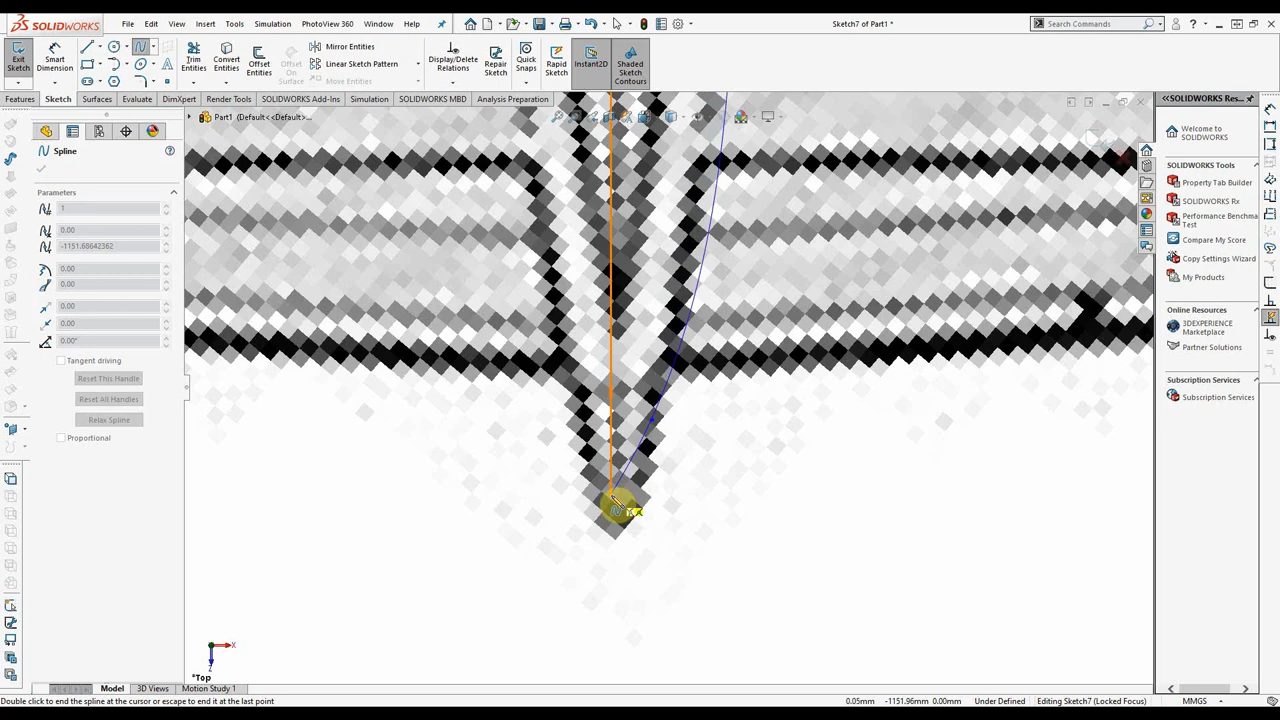 SOLIDWORKS
File
Edit
View
Insert
Tools
Simulation
PhotoView 360
Window
Help
Sketch7 of Part1 *
Search Commands
Exit Sketch
Smart Dimension
Trim Entities
Convert Entities
Offset Entities
Offset On Surface
Mirror Entities
Linear Sketch Pattern
Move Entities
Display/Delete Relations
Repair Sketch
Quick Snaps
Rapid Sketch
Instant2D
Shaded Sketch Contours
Features
Sketch
Surfaces
Evaluate
DimXpert
Render Tools
SOLIDWORKS Add-Ins
Simulation
SOLIDWORKS MBD
Analysis Preparation
Part1 (Default<<Default>...
Spline
Parameters
1
0.00
-1151.68642362
0.00
0.00
0.00
0.00
0.00°
Tangent driving
Reset This Handle
Reset All Handles
Relax Spline
Proportional
SOLIDWORKS Res...
Welcome to SOLIDWORKS
SOLIDWORKS Tools
Property Tab Builder
SOLIDWORKS Rx
Performance Benchma
Test
Compare My Score
Copy Settings Wizard
My Products
Online Resources
3DEXPERIENCE
Marketplace
Partner Solutions
Subscription Services
Subscription Services
X
Z
*Top
Model
3D Views
Motion Study 1
Double click to end the spline at the cursor or escape to end it at the last point
0.05mm
-1151.96mm
0.00mm
Under Defined
Editing Sketch7 (Locked Focus)
MMGS